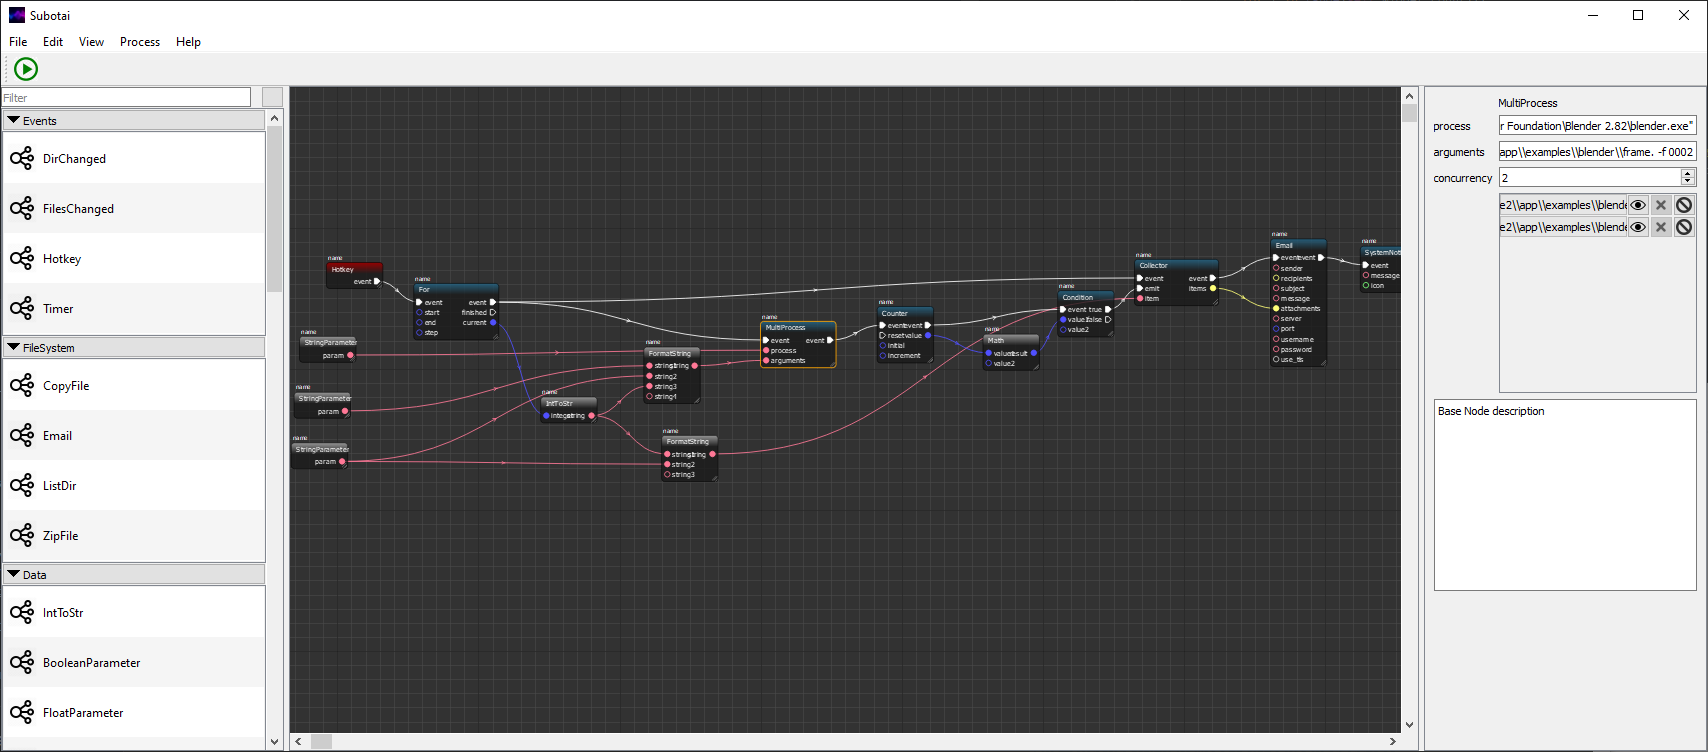 Subotai
File Edit View Process Help
Filter
Events
DirChanged
FilesChanged
Hotkey
Timer
FileSystem
CopyFile
Email
ListDir
ZipFile
Data
IntToStr
BooleanParameter
FloatParameter
name
Hotkey
event
name
For
event event
start finished
end current
step
name
StringParameter
param
name
StringParameter
param
name
StringParameter
param
name
IntToStr
string
name
FormatString
string
string2
string3
string4
name
FormatString
string
string2
string3
name
MultiProcess
event event
process
arguments
name
Counter
event event
reset value
initial
increment
name
Math
value result
value2
name
Condition
event true
value1 false
value2
name
Collector
event event
emit items
item
name
Email
event event
sender
recipients
subject
message
attachments
server
port
username
password
use_tls
name
SystemNoti
event
message
icon
MultiProcess
process r Foundation\Blender 2.82\blender.exe"
arguments app\\examples\\blender\\frame. -f 0002
concurrency 2
e2\\app\\examples\\blende
e2\\app\\examples\\blende
Base Node description